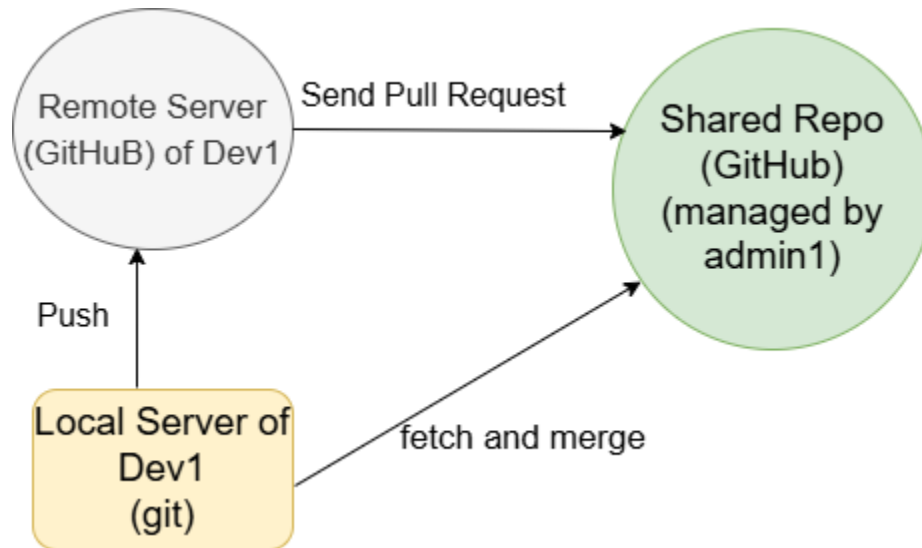 Remote Server
(GitHuB) of Dev1
Send Pull Request
Shared Repo
(GitHub)
(managed by
admin1)
Push
Local Server of
Dev1
(git)
fetch and merge